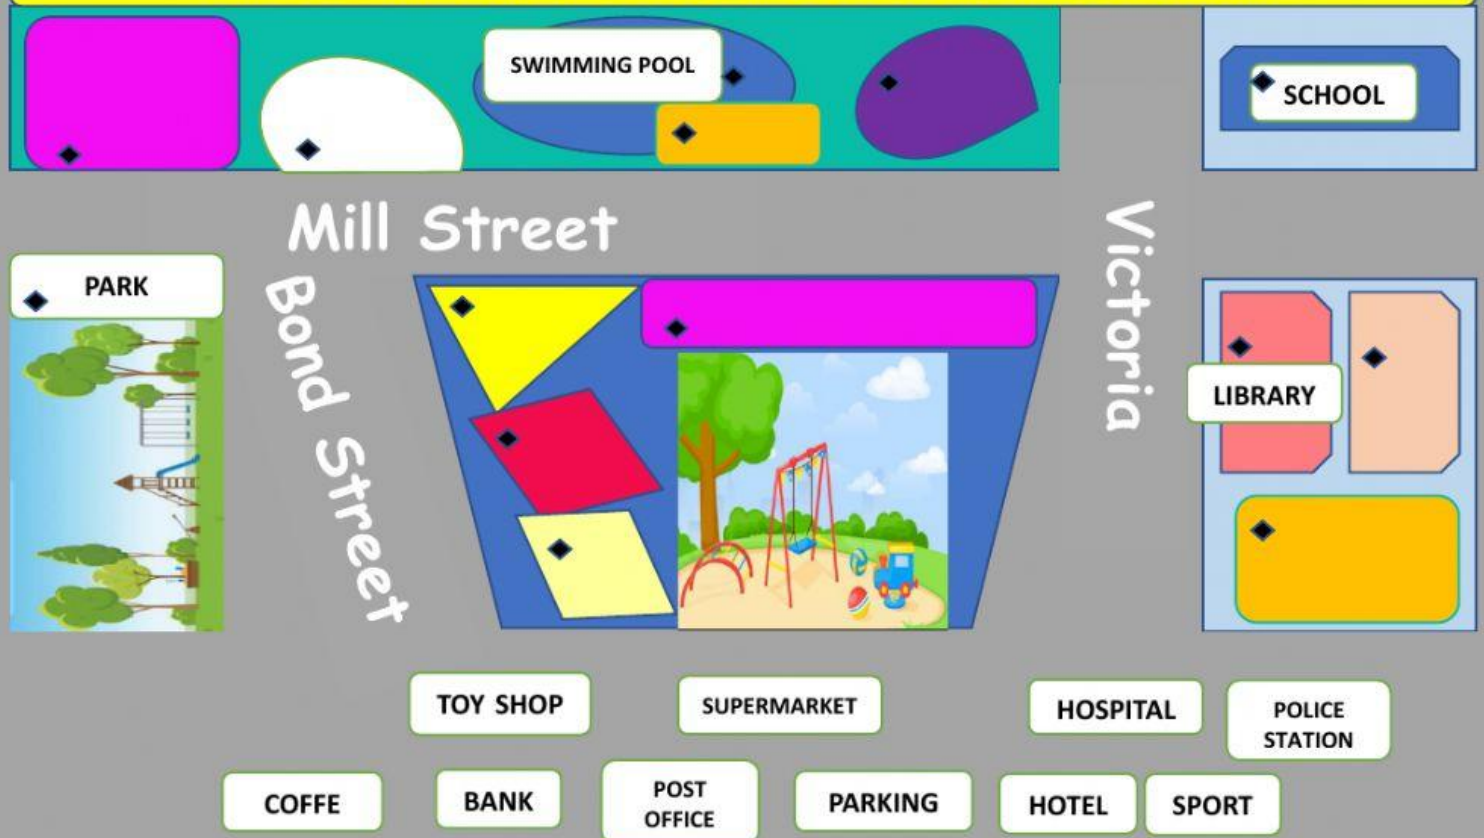 SWIMMING POOL
SCHOOL
Mill Street
Victoria
PARK
Bond Street
LIBRARY
TOY SHOP
SUPERMARKET
HOSPITAL
POLICE
STATION
COFFE
BANK
POST
OFFICE
PARKING
HOTEL
SPORT